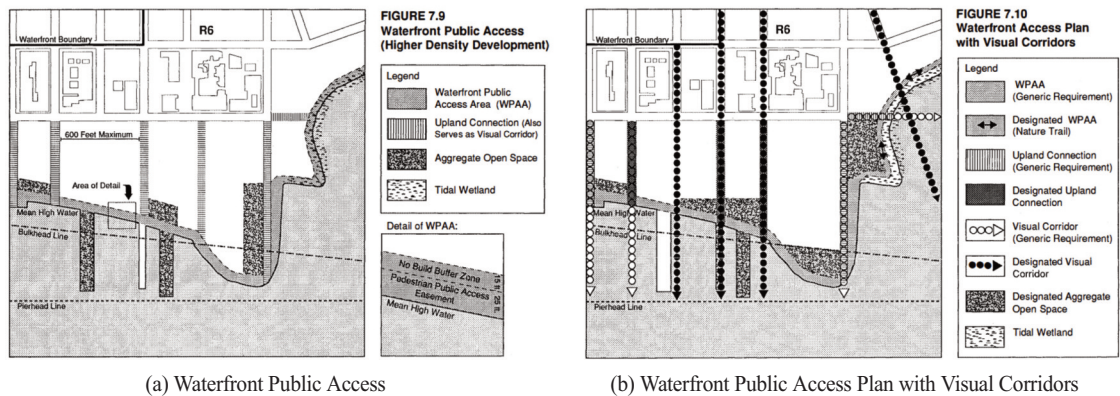 FIGURE 7.9
Waterfront Public Access
(Higher Density Development)
R6
Waterfront Boundary
600 Feet Maximum
Area of Detail
Mean High Water
Bulkhead Line
Pierhead Line
Legend
Waterfront Public
Access Area (WPAA)
Upland Connection (Also
Serves as Visual Corridor)
Aggregate Open Space
Tidal Wetland
Detail of WPAA:
No Build Buffer Zone
15 ft.
Pedestrian Public Access
Easement
25 ft.
Mean High Water
(a) Waterfront Public Access
FIGURE 7.10
Waterfront Access Plan
with Visual Corridors
R6
Waterfront Boundary
Mean High Water
Bulkhead Line
Pierhead Line
Legend
WPAA
(Generic Requirement)
Designated WPAA
(Nature Trail)
Upland Connection
(Generic Requirement)
Designated Upland
Connection
Visual Corridor
(Generic Requirement)
Designated Visual
Corridor
Designated Aggregate
Open Space
Tidal Wetland
(b) Waterfront Public Access Plan with Visual Corridors